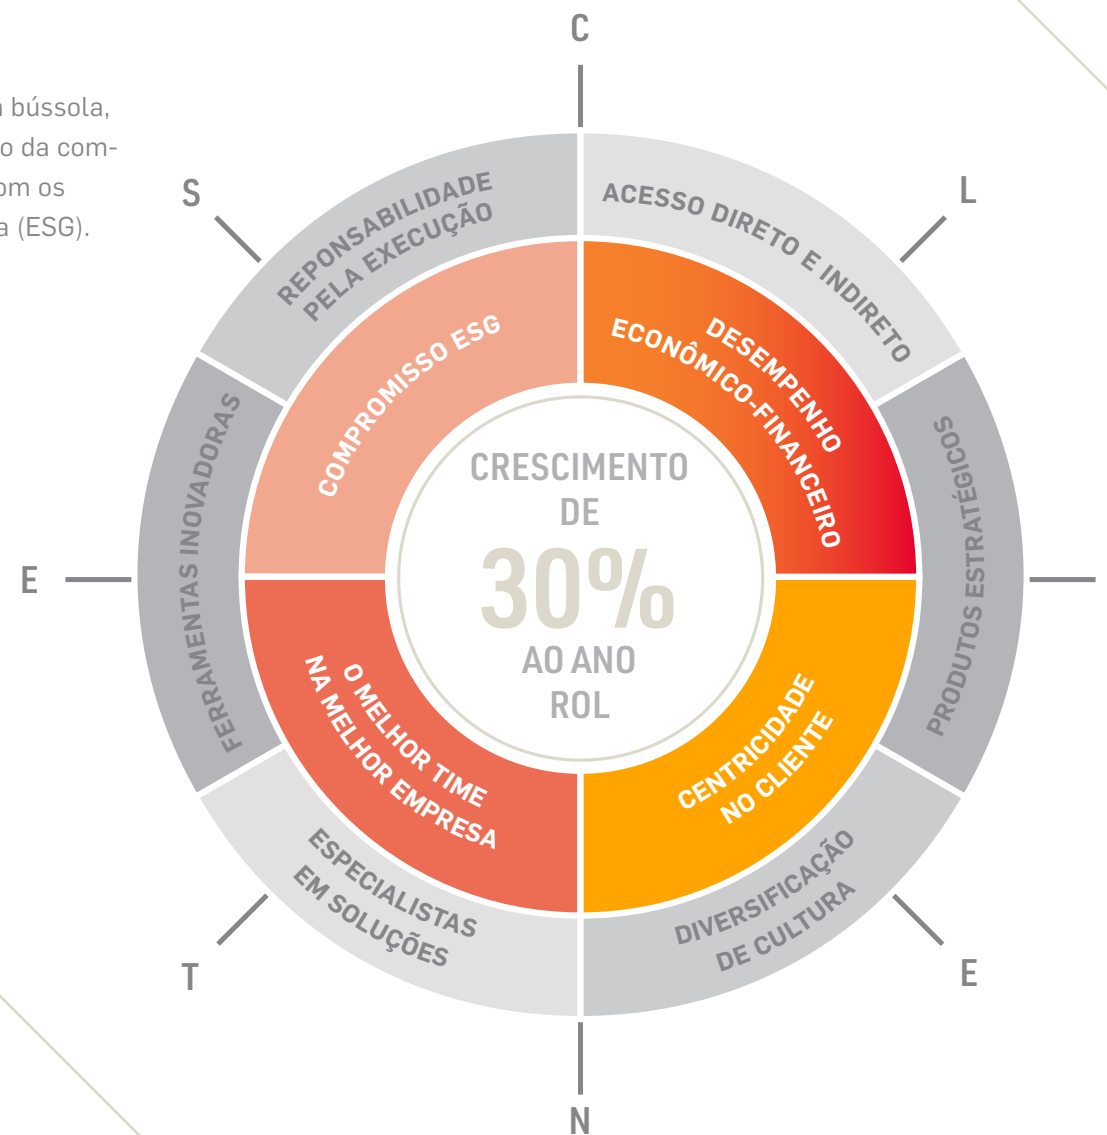 bússola,
o da com-
om os
a (ESG).
C
L
E
N
T
E
S
ACESSO DIRETO E INDIRETO
PRODUTOS ESTRATÉGICOS
DIVERSIFICAÇÃO
DE CULTURA
ESPECIALISTAS
EM SOLUÇÕES
FERRAMENTAS INOVADORAS
REPONSABILIDADE
PELA EXECUÇÃO
DESEMPENHO
ECONÔMICO-FINANCEIRO
CENTRICIDADE
NO CLIENTE
O MELHOR TIME
NA MELHOR EMPRESA
COMPROMISSO ESG
CRESCIMENTO
DE
30%
AO ANO
ROL